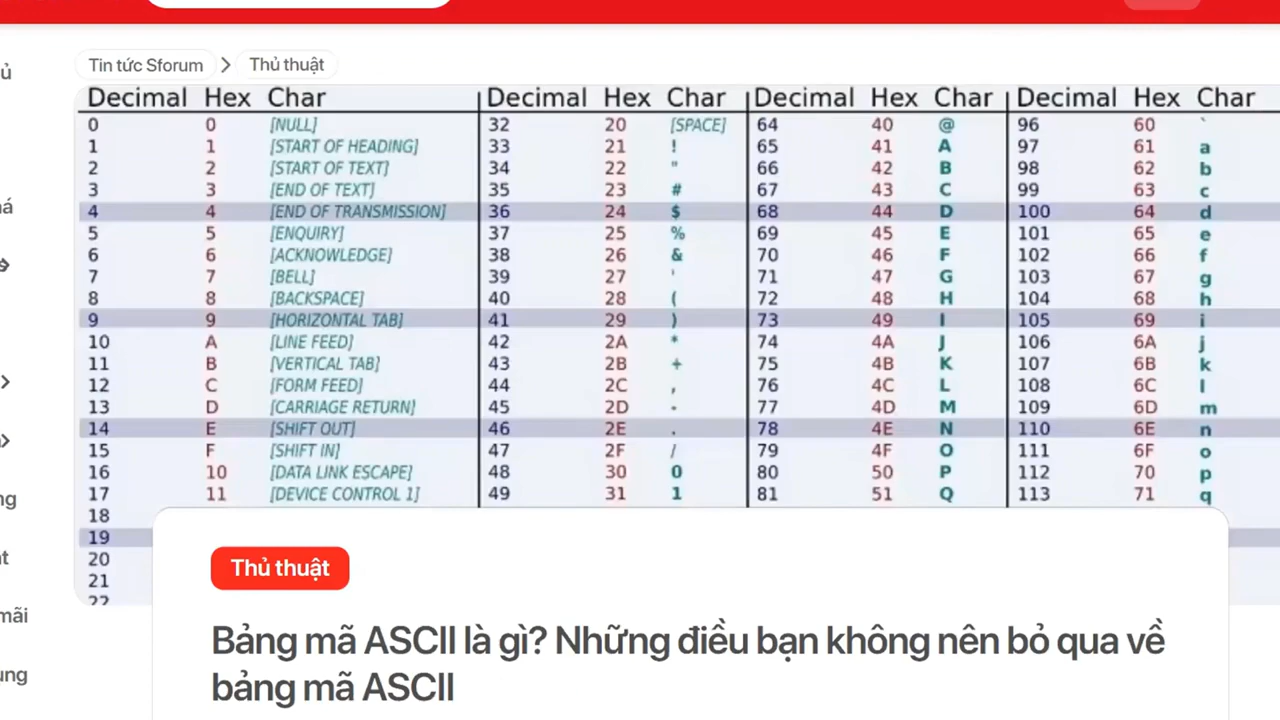 Tin tức Sforum > Thủ thuật
Decimal Hex Char Decimal Hex Char Decimal Hex Char Decimal Hex Char
0 0 [NULL] 32 20 [SPACE] 64 40 @ 96 60 `
1 1 [START OF HEADING] 33 21 ! 65 41 A 97 61 a
2 2 [START OF TEXT] 34 22 " 66 42 B 98 62 b
3 3 [END OF TEXT] 35 23 # 67 43 C 99 63 c
4 4 [END OF TRANSMISSION] 36 24 $ 68 44 D 100 64 d
5 5 [ENQUIRY] 37 25 % 69 45 E 101 65 e
6 6 [ACKNOWLEDGE] 38 26 & 70 46 F 102 66 f
7 7 [BELL] 39 27 ' 71 47 G 103 67 g
8 8 [BACKSPACE] 40 28 ( 72 48 H 104 68 h
9 9 [HORIZONTAL TAB] 41 29 ) 73 49 I 105 69 i
10 A [LINE FEED] 42 2A * 74 4A J 106 6A j
11 B [VERTICAL TAB] 43 2B + 75 4B K 107 6B k
12 C [FORM FEED] 44 2C , 76 4C L 108 6C l
13 D [CARRIAGE RETURN] 45 2D - 77 4D M 109 6D m
14 E [SHIFT OUT] 46 2E . 78 4E N 110 6E n
15 F [SHIFT IN] 47 2F / 79 4F O 111 6F o
16 10 [DATA LINK ESCAPE] 48 30 0 80 50 P 112 70 p
17 11 [DEVICE CONTROL 1] 49 31 1 81 51 Q 113 71 q
18
19
20
21
22
Thủ thuật
Bảng mã ASCII là gì? Những điều bạn không nên bỏ qua về
bảng mã ASCII
mãi